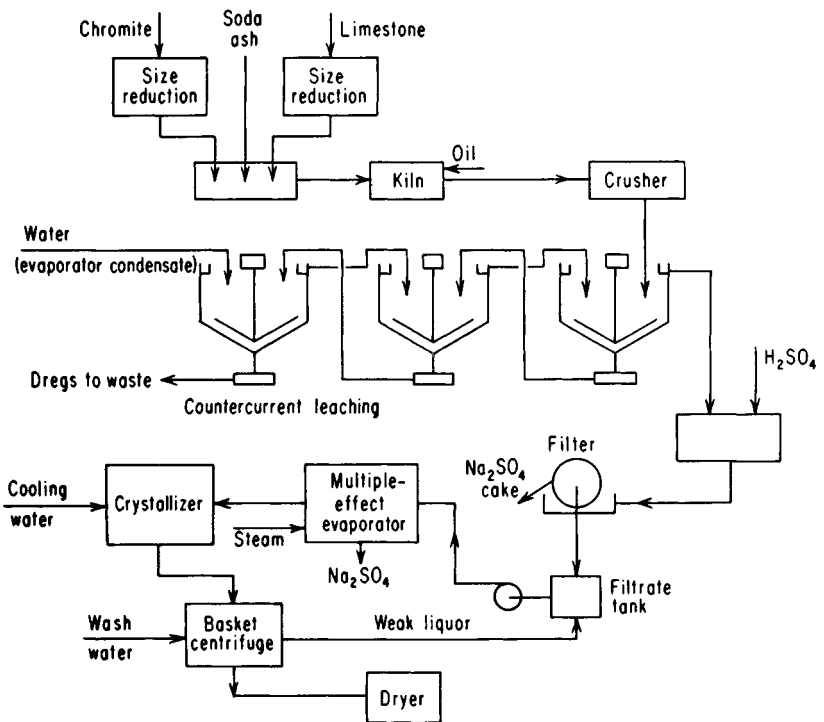 Chromite
Soda
ash
Limestone
Size
reduction
Size
reduction
Oil
Kiln
Crusher
Water
(evaporator condensate)
H₂SO₄
Dregs to waste
Countercurrent leaching
Filter
Na₂SO₄
cake
Cooling
water
Crystallizer
Multiple-
effect
evaporator
Steam
Na₂SO₄
Filtrate
tank
Wash
water
Basket
centrifuge
Weak liquor
Dryer